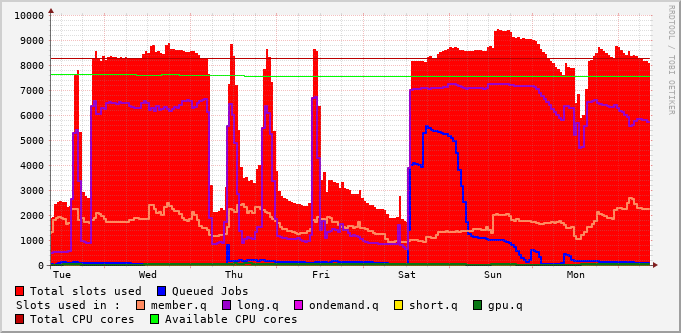 10000
9000
8000
7000
6000
5000
4000
3000
2000
1000
0
Tue Wed Thu Fri Sat Sun Mon
RRDTOOL / TOBI OETIKER
Total slots used Queued Jobs
Slots used in : member.q long.q ondemand.q short.q gpu.q
Total CPU cores Available CPU cores